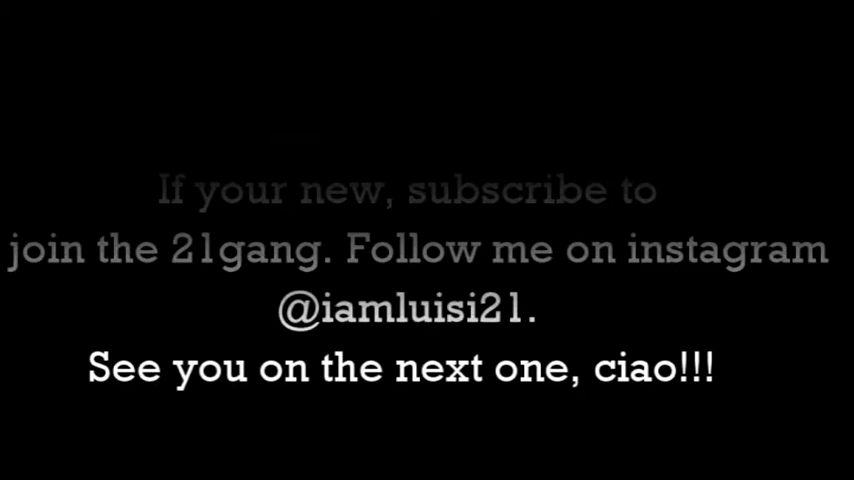 If your new, subscribe to
join the 21gang. Follow me on instagram
@iamluisi21.
See you on the next one, ciao!!!